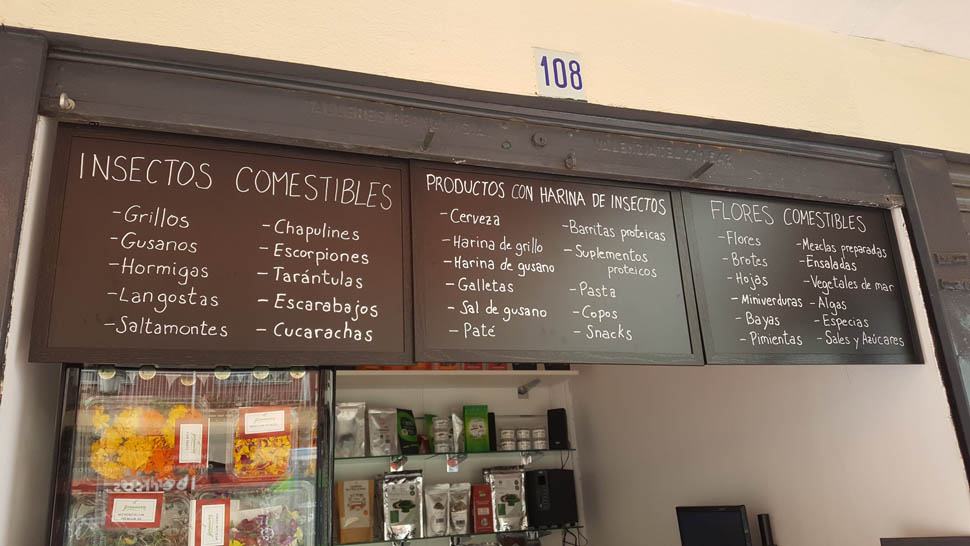 108
INSECTOS COMESTIBLES
- Grillos
- Gusanos
- Hormigas
- Langostas
- Saltamontes
- Chapulines
- Escorpiones
- Tarántulas
- Escarabajos
- Cucarachas
PRODUCTOS CON HARINA DE INSECTOS
- Cerveza
- Harina de grillo
- Harina de gusano
- Galletas
- Sal de gusano
- Paté
- Barritas proteicas
- Suplementos
proteicos
- Pasta
- Copos
- Snacks
FLORES COMESTIBLES
- Flores
- Brotes
- Hojas
- Miniverduras
- Bayas
- Pimientas
- Mezclas preparadas
- Ensaladas
- Vegetales de mar
- Algas
- Especias
- Sales y Azúcares